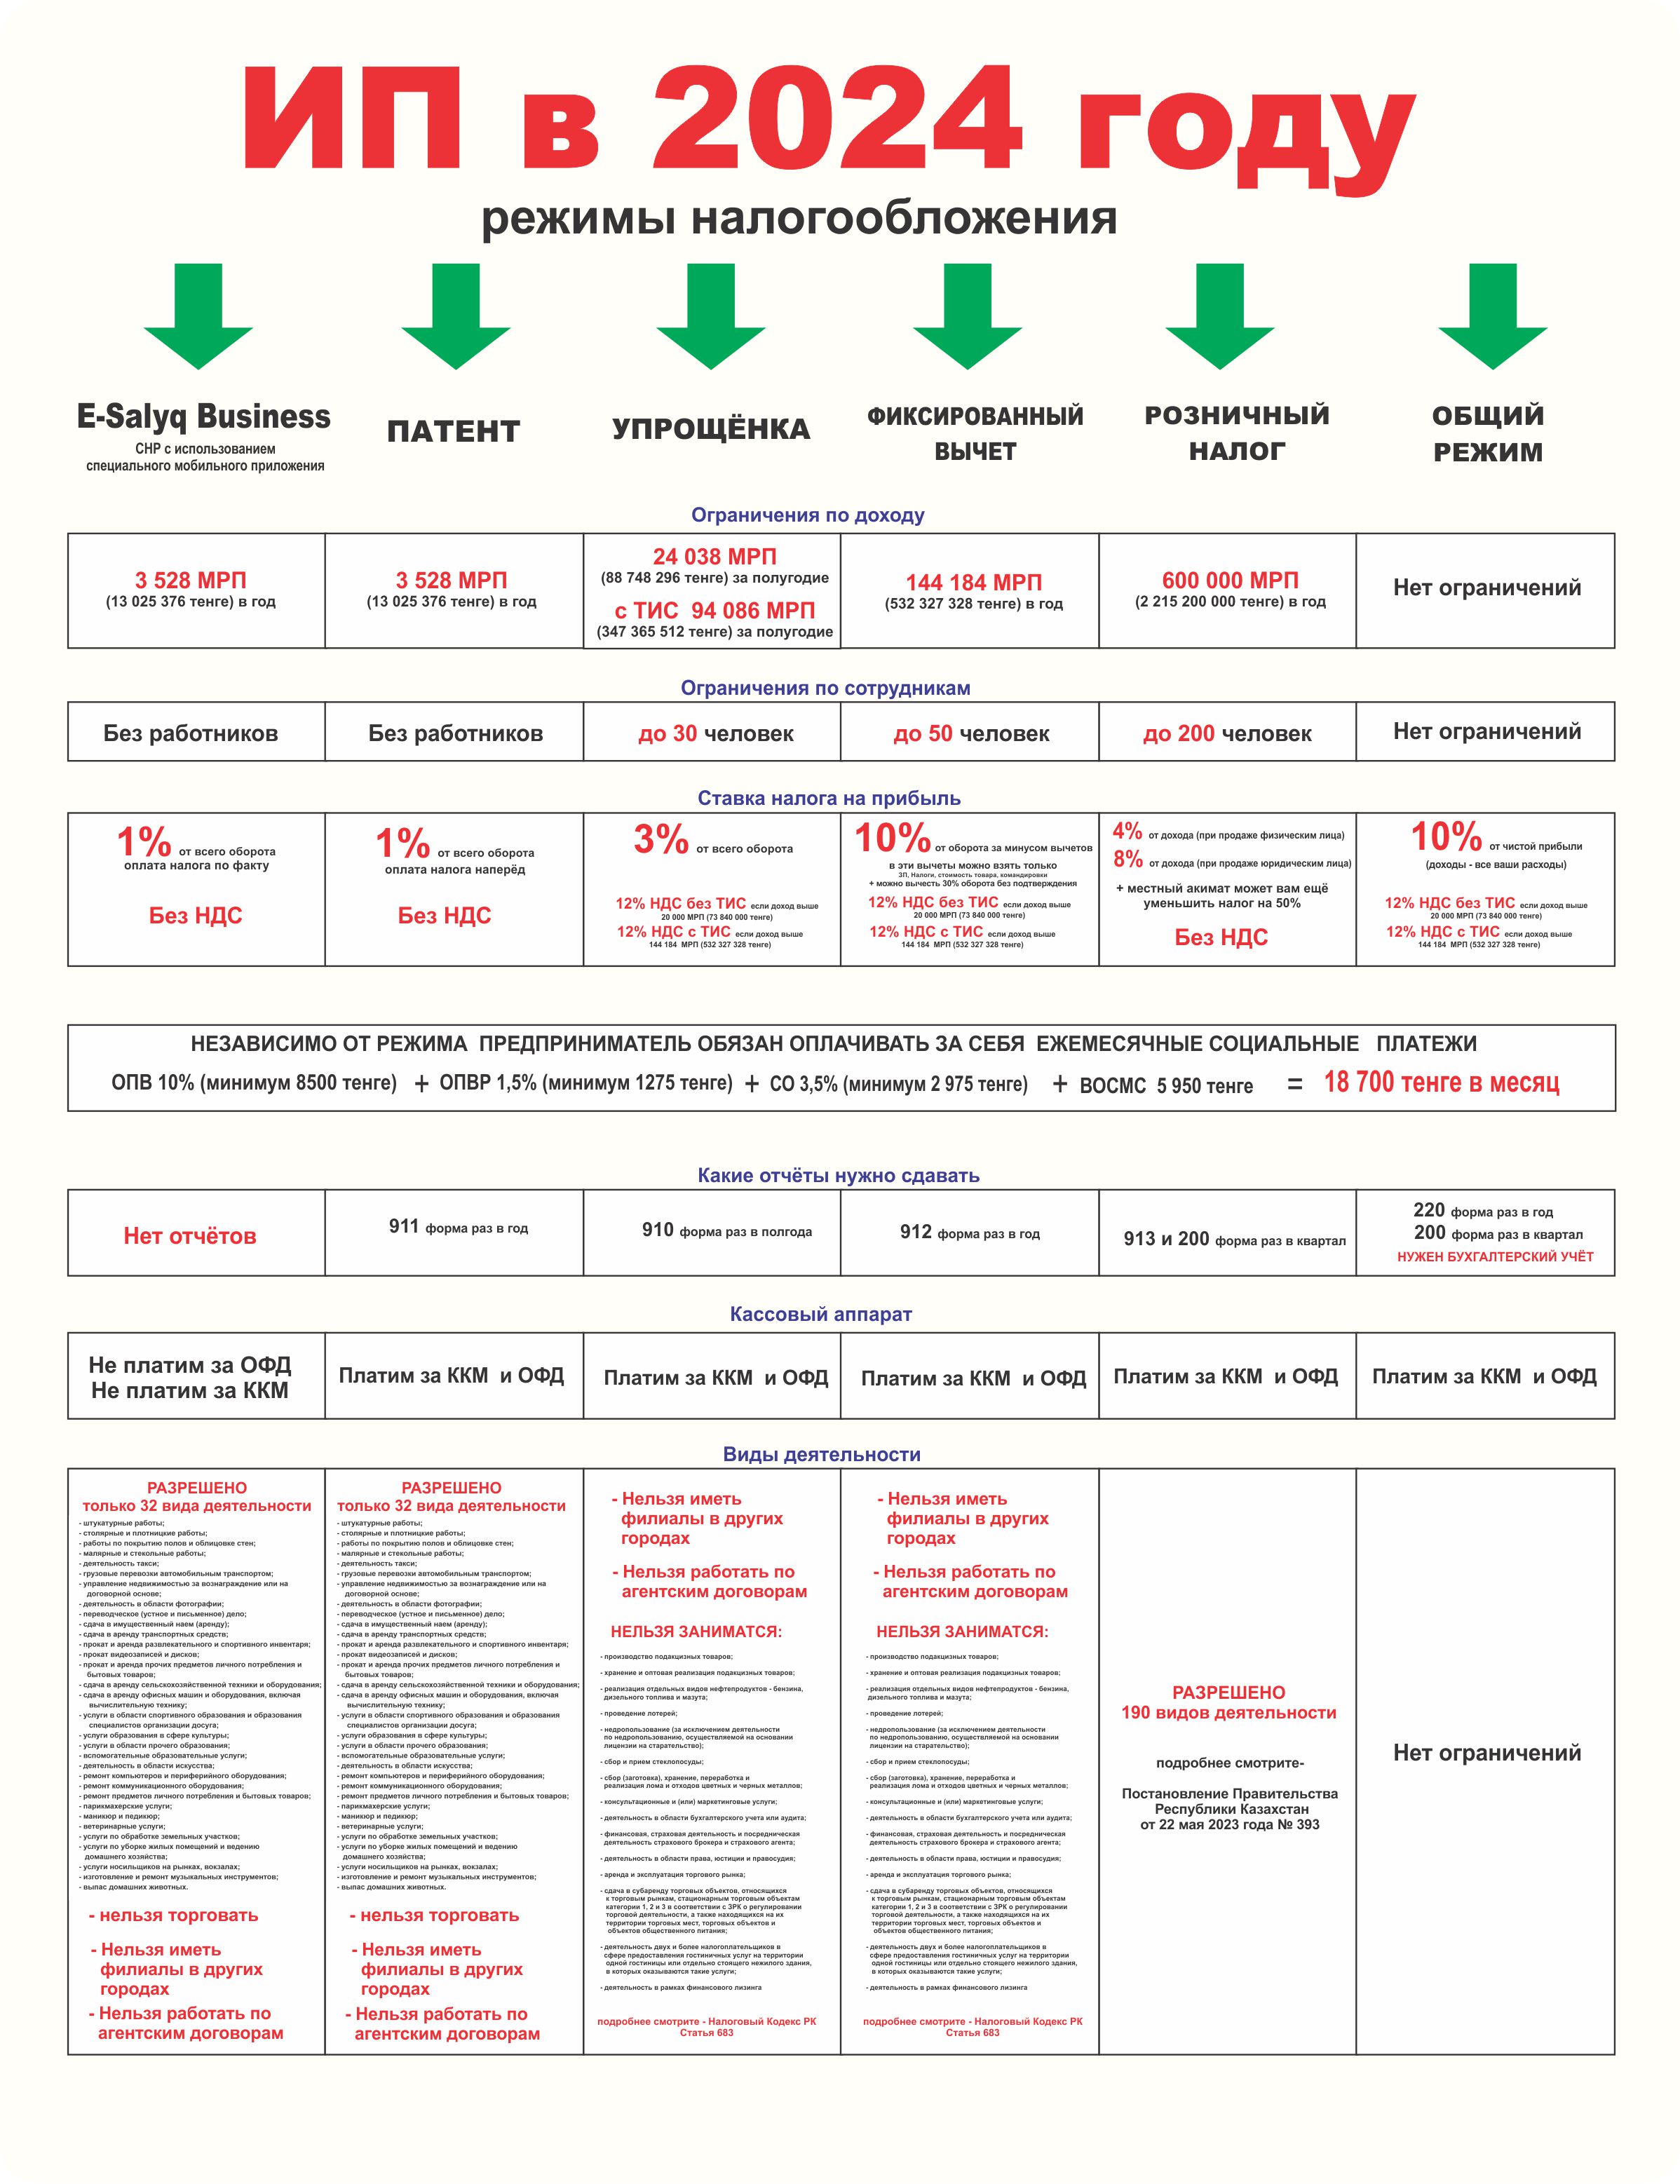 ИП в 2024 году
режимы налогообложения
E-Salyq Business
СНР с использованием
специального мобильного приложения
ПАТЕНТ
УПРОЩЁНКА
ФИКСИРОВАННЫЙ
ВЫЧЕТ
РОЗНИЧНЫЙ
НАЛОГ
ОБЩИЙ
РЕЖИМ
Ограничения по доходу
3 528 МРП
(13 025 376 тенге) в год
3 528 МРП
(13 025 376 тенге) в год
24 038 МРП
(88 748 296 тенге) за полугодие
с ТИС 94 086 МРП
(347 365 512 тенге) за полугодие
144 184 МРП
(532 327 328 тенге) в год
600 000 МРП
(2 215 200 000 тенге) в год
Нет ограничений
Ограничения по сотрудникам
Без работников
Без работников
до 30 человек
до 50 человек
до 200 человек
Нет ограничений
Ставка налога на прибыль
1% от всего оборота
оплата налога по факту
Без НДС
1% от всего оборота
оплата налога наперёд
Без НДС
3% от всего оборота
12% НДС без ТИС если доход выше
20 000 МРП (73 840 000 тенге)
12% НДС с ТИС если доход выше
144 184 МРП (532 327 328 тенге)
10% от оборота за минусом вычетов
в эти вычеты можно взять только
ЗП, Налоги, стоимость товара, командировки
+ можно вычесть 30% оборота без подтверждения
12% НДС без ТИС если доход выше
20 000 МРП (73 840 000 тенге)
12% НДС с ТИС если доход выше
144 184 МРП (532 327 328 тенге)
4% от дохода (при продаже физический лица)
8% от дохода (при продаже юридический лица)
+ местный акимат может вам ещё
уменьшить налог на 50%
Без НДС
10% от чистой прибыли
(доходы - все ваши расходы)
12% НДС без ТИС если доход выше
20 000 МРП (73 840 000 тенге)
12% НДС с ТИС если доход выше
144 184 МРП (532 327 328 тенге)
НЕЗАВИСИМО ОТ РЕЖИМА ПРЕДПРИНИМАТЕЛЬ ОБЯЗАН ОПЛАЧИВАТЬ ЗА СЕБЯ ЕЖЕМЕСЯЧНЫЕ СОЦИАЛЬНЫЕ ПЛАТЕЖИ
ОПВ 10% (минимум 8500 тенге) + ОПВР 1,5% (минимум 1275 тенге) + СО 3,5% (минимум 2 975 тенге) + ВОСМС 5 950 тенге = 18 700 тенге в месяц
Какие отчёты нужно сдавать
Нет отчётов
911 форма раз в год
910 форма раз в полгода
912 форма раз в год
913 и 200 форма раз в квартал
220 форма раз в год
200 форма раз в квартал
НУЖЕН БУХГАЛТЕРСКИЙ УЧЁТ
Кассовый аппарат
Не платим за ОФД
Не платим за ККМ
Платим за ККМ и ОФД
Платим за ККМ и ОФД
Платим за ККМ и ОФД
Платим за ККМ и ОФД
Платим за ККМ и ОФД
Виды деятельности
РАЗРЕШЕНО
только 32 вида деятельности
- штукатурные работы;
- столярные и плотницкие работы;
- работы по покрытию полов и облицовке стен;
- малярные и стекольные работы;
- деятельность такси;
- грузовые перевозки автомобильным транспортом;
- управление недвижимостью за вознаграждение или на
договорной основе;
- деятельность в области фотографии;
- переводческое (устное и письменное) дело;
- сдача в имущественный наем (аренду);
- сдача в аренду транспортных средств;
- прокат и аренда развлекательного и спортивного инвентаря;
- прокат видеозаписей и дисков;
- прокат и аренда прочих предметов личного потребления и
бытовых товаров;
- сдача в аренду сельскохозяйственной техники и оборудования;
- сдача в аренду офисных машин и оборудования, включая
вычислительную технику;
- услуги в области спортивного образования и образования
специалистов организации досуга;
- услуги образования в сфере культуры;
- услуги в области прочего образования;
- вспомогательные образовательные услуги;
- деятельность в области искусства;
- ремонт компьютеров и периферийного оборудования;
- ремонт коммуникационного оборудования;
- ремонт предметов личного потребления и бытовых товаров;
- парикмахерские услуги;
- маникюр и педикюр;
- ветеринарные услуги;
- услуги по обработке земельных участков;
- услуги по уборке жилых помещений и ведению
домашнего хозяйства;
- услуги носильщиков на рынках, вокзалах;
- изготовление и ремонт музыкальных инструментов;
- выпас домашних животных.
- нельзя торговать
- Нельзя иметь
филиалы в других
городах
- Нельзя работать по
агентским договорам
РАЗРЕШЕНО
только 32 вида деятельности
- штукатурные работы;
- столярные и плотницкие работы;
- работы по покрытию полов и облицовке стен;
- малярные и стекольные работы;
- деятельность такси;
- грузовые перевозки автомобильным транспортом;
- управление недвижимостью за вознаграждение или на
договорной основе;
- деятельность в области фотографии;
- переводческое (устное и письменное) дело;
- сдача в имущественный наем (аренду);
- сдача в аренду транспортных средств;
- прокат и аренда развлекательного и спортивного инвентаря;
- прокат видеозаписей и дисков;
- прокат и аренда прочих предметов личного потребления и
бытовых товаров;
- сдача в аренду сельскохозяйственной техники и оборудования;
- сдача в аренду офисных машин и оборудования, включая
вычислительную технику;
- услуги в области спортивного образования и образования
специалистов организации досуга;
- услуги образования в сфере культуры;
- услуги в области прочего образования;
- вспомогательные образовательные услуги;
- деятельность в области искусства;
- ремонт компьютеров и периферийного оборудования;
- ремонт коммуникационного оборудования;
- ремонт предметов личного потребления и бытовых товаров;
- парикмахерские услуги;
- маникюр и педикюр;
- ветеринарные услуги;
- услуги по обработке земельных участков;
- услуги по уборке жилых помещений и ведению
домашнего хозяйства;
- услуги носильщиков на рынках, вокзалах;
- изготовление и ремонт музыкальных инструментов;
- выпас домашних животных.
- нельзя торговать
- Нельзя иметь
филиалы в других
городах
- Нельзя работать по
агентским договорам
- Нельзя иметь
филиалы в других
городах
- Нельзя работать по
агентским договорам
НЕЛЬЗЯ ЗАНИМАТСЯ:
- производство подакцизных товаров;
- хранение и оптовая реализация подакцизных товаров;
- реализация отдельных видов нефтепродуктов - бензина,
дизельного топлива и мазута;
- проведение лотерей;
- недропользование (за исключением деятельности
по недропользованию, осуществляемой на основании
лицензии на старательство);
- сбор и прием стеклопосуды;
- сбор (заготовка), хранение, переработка и
реализация лома и отходов цветных и черных металлов;
- консультационные и (или) маркетинговые услуги;
- деятельность в области бухгалтерского учета или аудита;
- финансовая, страховая деятельность и посредническая
деятельность страхового брокера и страхового агента;
- деятельность в области права, юстиции и правосудия;
- аренда и эксплуатация торгового рынка;
- сдача в субаренду торговых объектов, относящихся
к торговым рынкам, стационарным торговым объектам
категории 1, 2 и 3 в соответствии с ЗРК о регулировании
торговой деятельности, а также находящихся на их
территории торговых мест, торговых объектов и
объектов общественного питания;
- деятельность двух и более налогоплательщиков в
сфере предоставления гостиничных услуг на территории
одной гостиницы или отдельно стоящего нежилого здания,
в которых оказываются такие услуги;
- деятельность в рамках финансового лизинга
подробнее смотрите - Налоговый Кодекс РК
Статья 683
- Нельзя иметь
филиалы в других
городах
- Нельзя работать по
агентским договорам
НЕЛЬЗЯ ЗАНИМАТСЯ:
- производство подакцизных товаров;
- хранение и оптовая реализация подакцизных товаров;
- реализация отдельных видов нефтепродуктов - бензина,
дизельного топлива и мазута;
- проведение лотерей;
- недропользование (за исключением деятельности
по недропользованию, осуществляемой на основании
лицензии на старательство);
- сбор и прием стеклопосуды;
- сбор (заготовка), хранение, переработка и
реализация лома и отходов цветных и черных металлов;
- консультационные и (или) маркетинговые услуги;
- деятельность в области бухгалтерского учета или аудита;
- финансовая, страховая деятельность и посредническая
деятельность страхового брокера и страхового агента;
- деятельность в области права, юстиции и правосудия;
- аренда и эксплуатация торгового рынка;
- сдача в субаренду торговых объектов, относящихся
к торговым рынкам, стационарным торговым объектам
категории 1, 2 и 3 в соответствии с ЗРК о регулировании
торговой деятельности, а также находящихся на их
территории торговых мест, торговых объектов и
объектов общественного питания;
- деятельность двух и более налогоплательщиков в
сфере предоставления гостиничных услуг на территории
одной гостиницы или отдельно стоящего нежилого здания,
в которых оказываются такие услуги;
- деятельность в рамках финансового лизинга
подробнее смотрите - Налоговый Кодекс РК
Статья 683
РАЗРЕШЕНО
190 видов деятельности
подробнее смотрите-
Постановление Правительства
Республики Казахстан
от 22 мая 2023 года № 393
Нет ограничений